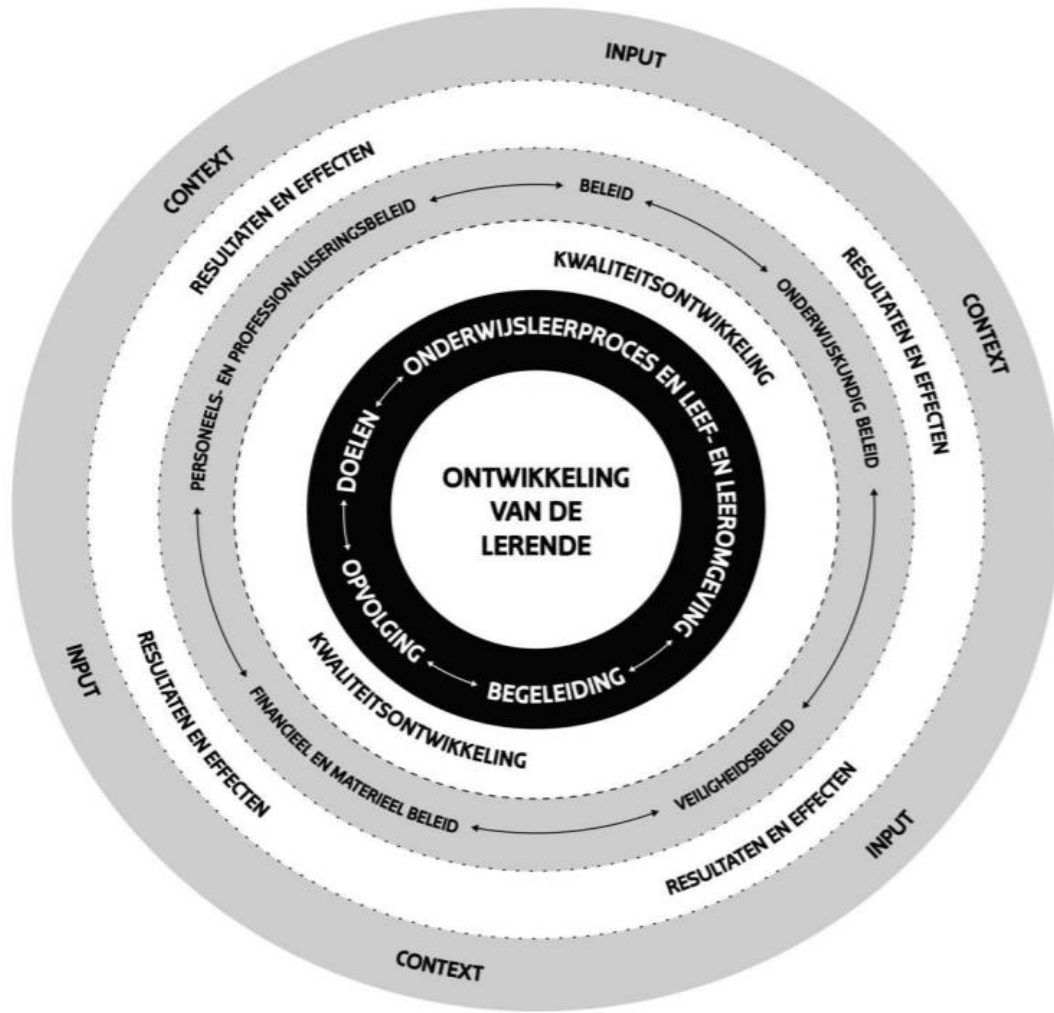 INPUT
CONTEXT
RESULTATEN EN EFFECTEN
BELEID
PERSONEELS- EN PROFESSIONALISERINGSBELEID
KWALITEITSONTWIKKELING
ONDERWIJSKUNDIG BELEID
RESULTATEN EN EFFECTEN
CONTEXT
ONDERWIJSLEERPROCES EN LEEF- EN LEEROMGEVING
DOELEN
ONTWIKKELING
VAN DE
LERENDE
OPVOLGING
BEGELEIDING
KWALITEITSONTWIKKELING
INPUT
RESULTATEN EN EFFECTEN
FINANCIEEL EN MATERIEEL BELEID
VEILIGHEIDSBELEID
RESULTATEN EN EFFECTEN
INPUT
CONTEXT